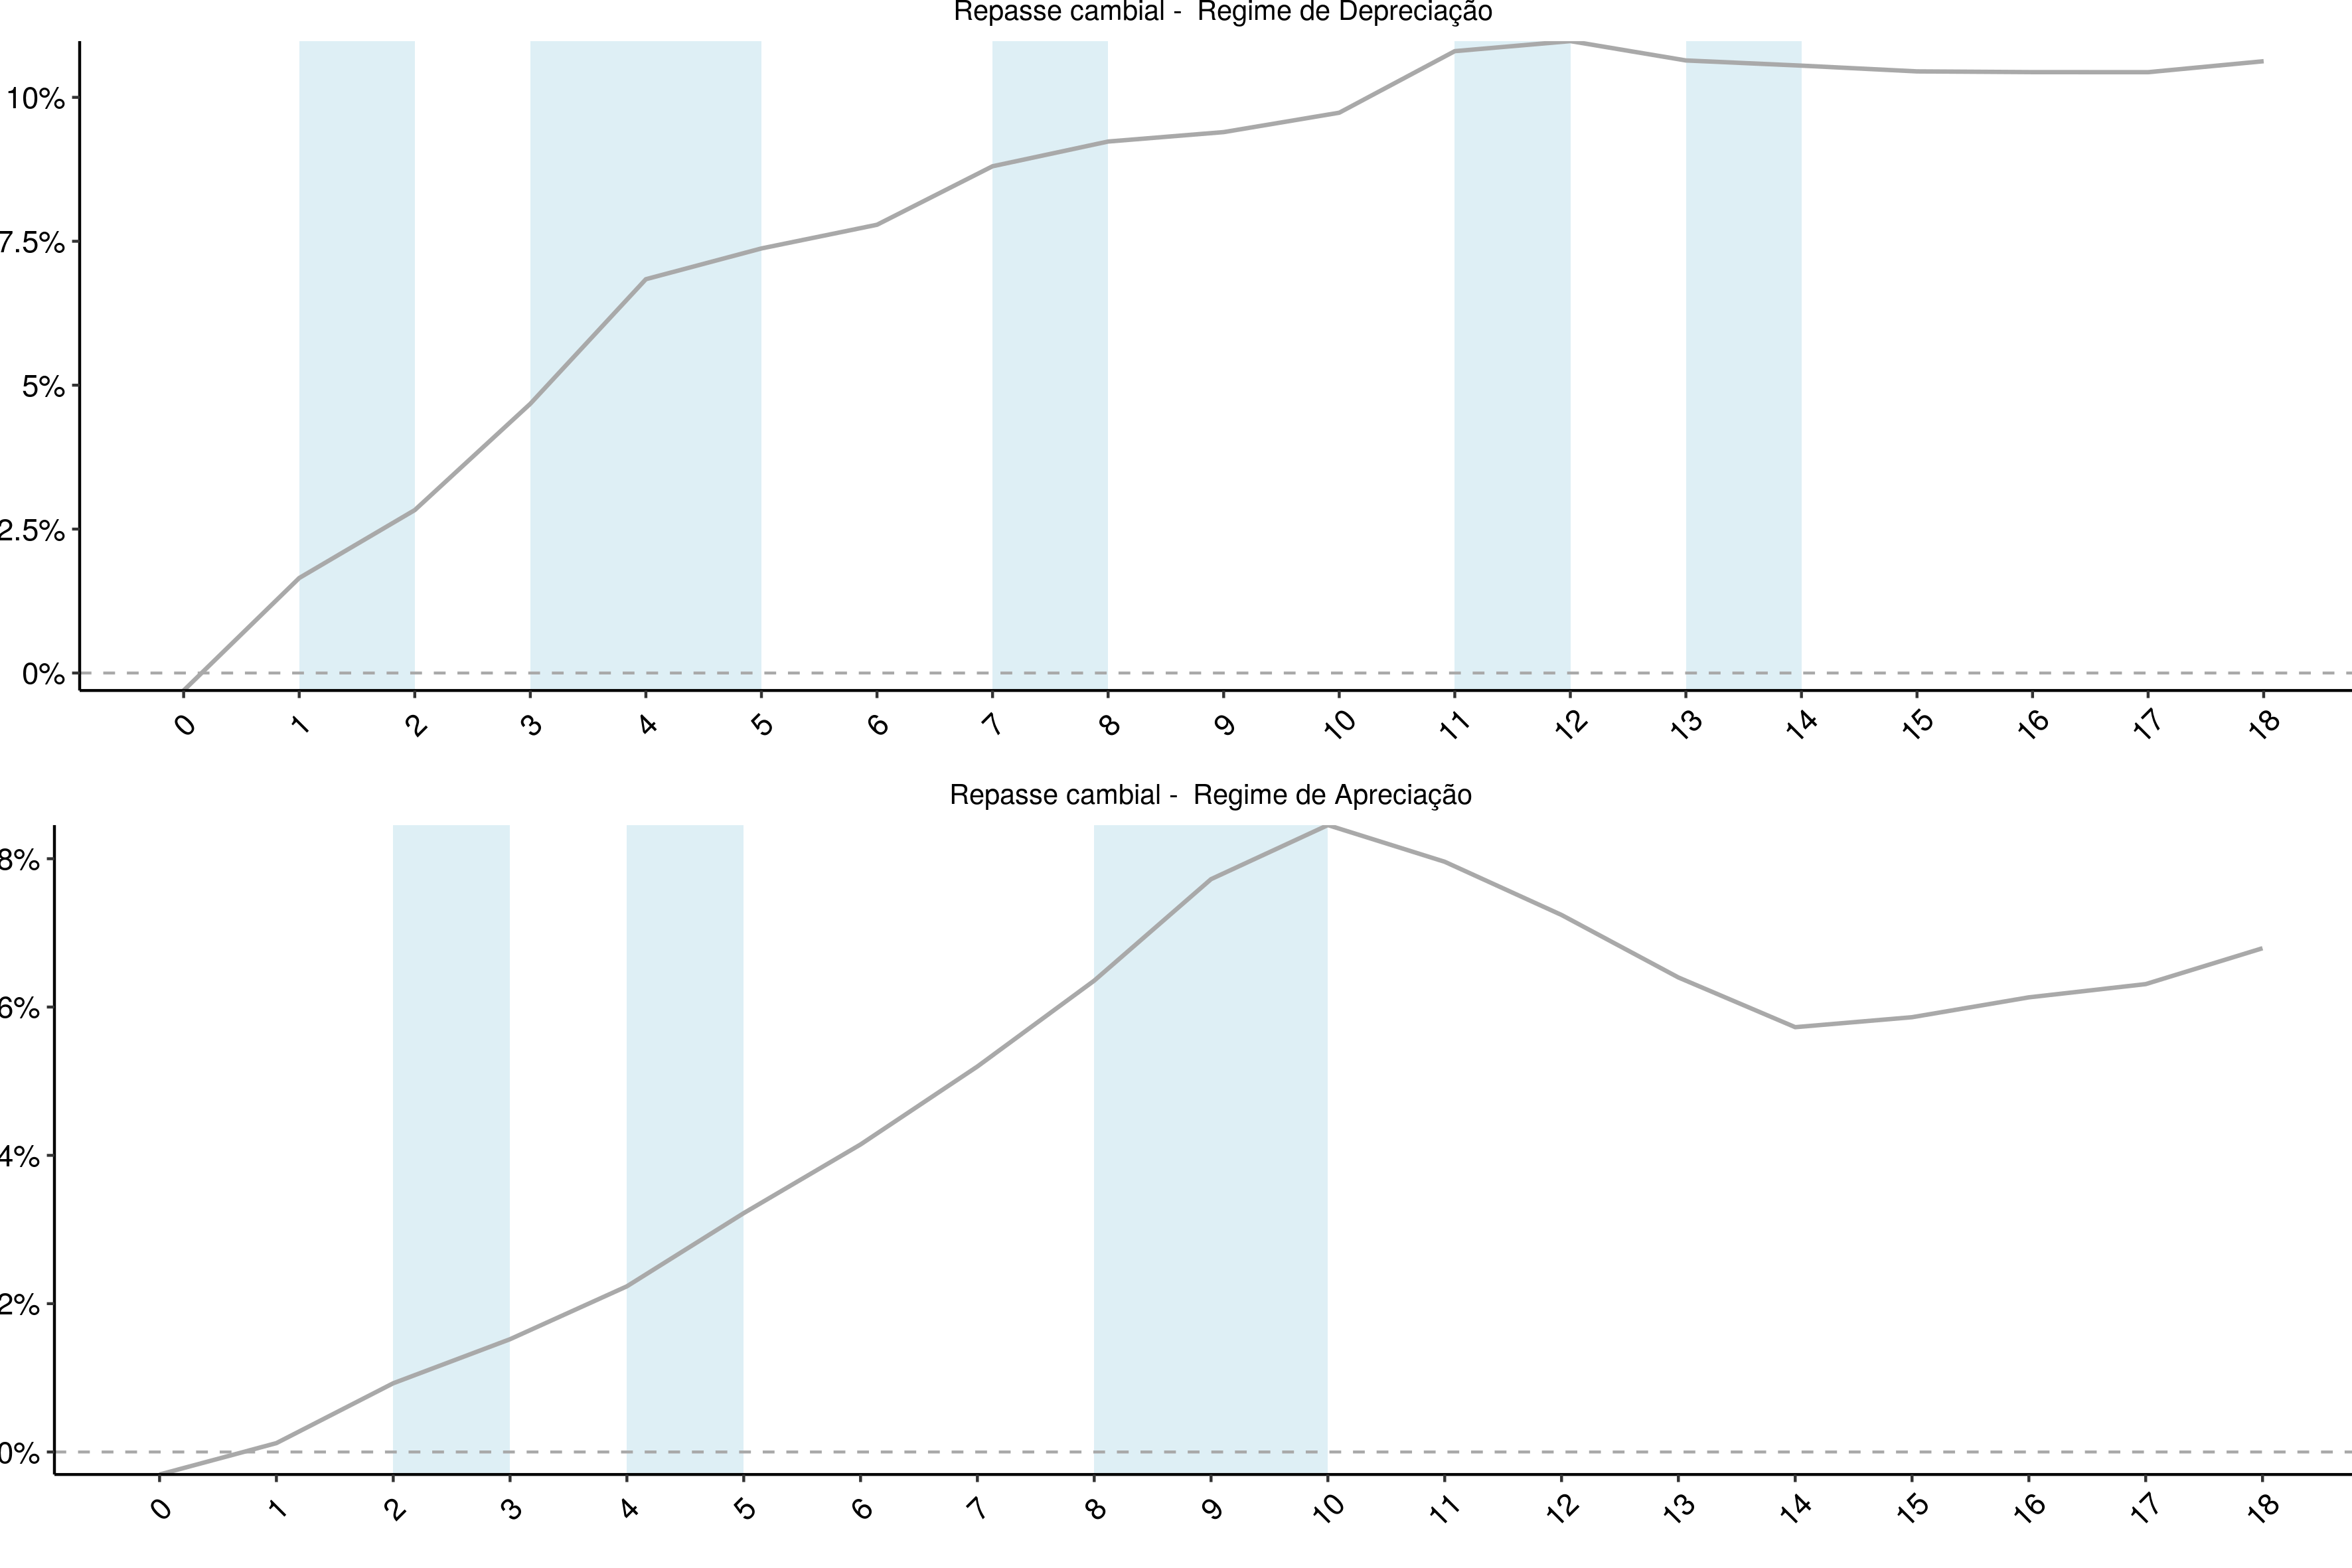 Repasse cambial -  Regime de Depreciação
10%
7.5%
5%
2.5%
0%
0 1 2 3 4 5 6 7 8 9 10 11 12 13 14 15 16 17 18
Repasse cambial -  Regime de Apreciação
8%
6%
4%
2%
0%
0 1 2 3 4 5 6 7 8 9 10 11 12 13 14 15 16 17 18